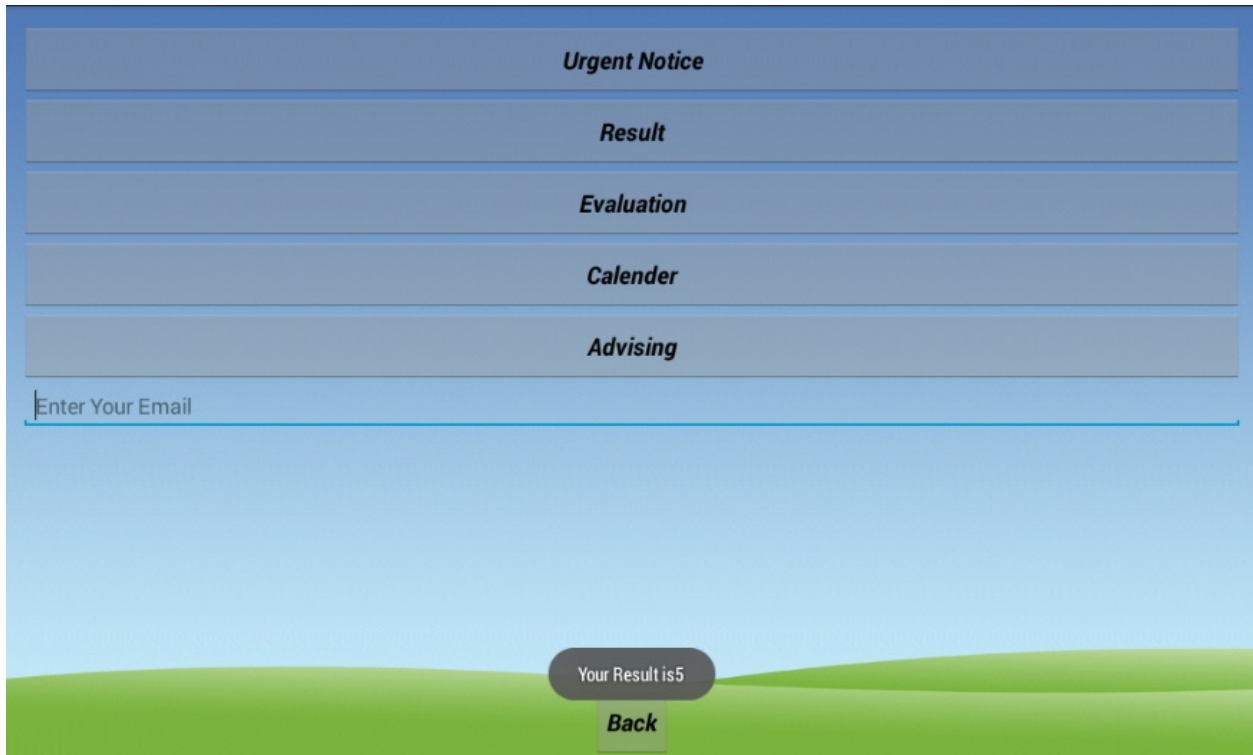 Urgent Notice
Result
Evaluation
Calender
Advising
Enter Your Email
Your Result is5
Back